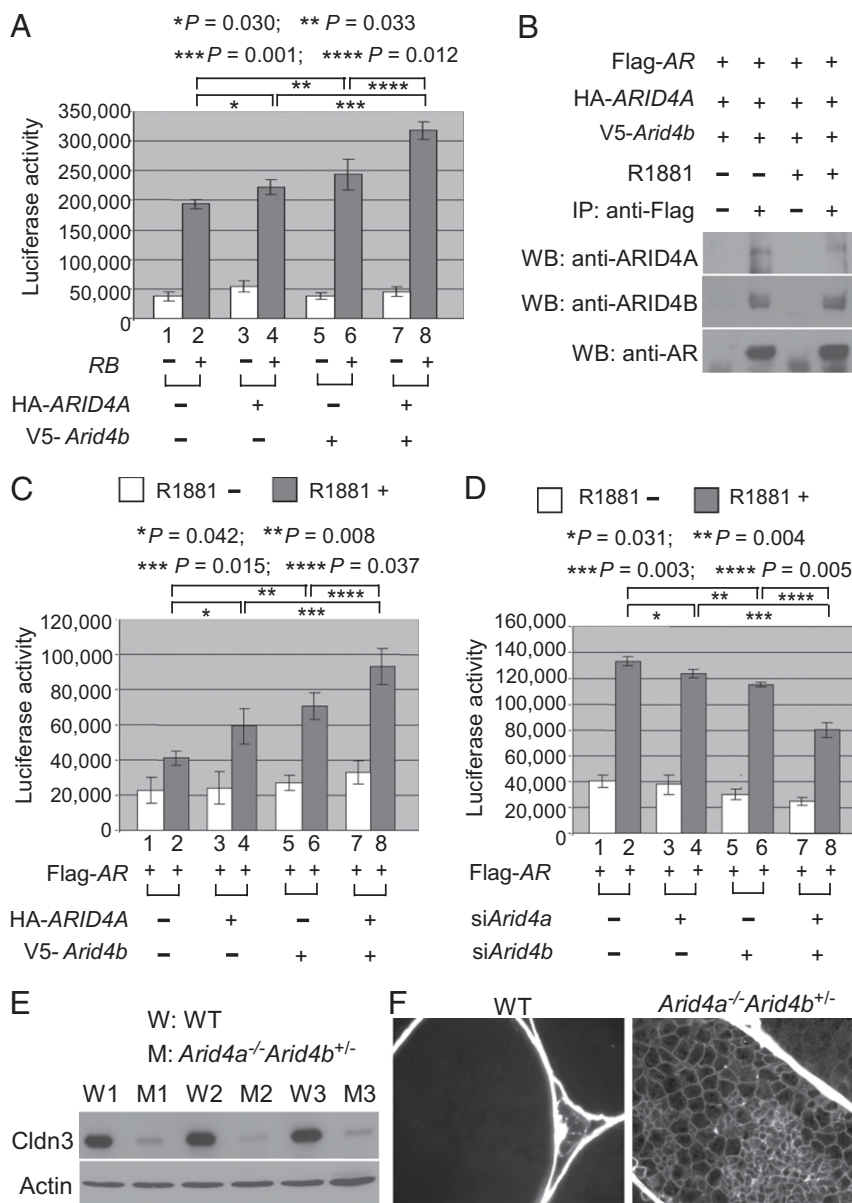 A
*P = 0.030; ** P = 0.033
***P = 0.001; ****P = 0.012
** ****
* ***
Luciferase activity
350,000
300,000
250,000
200,000
150,000
100,000
50,000
0
1 2 3 4 5 6 7 8
RB − + − + − + − +
HA-ARID4A − + − +
V5- Arid4b − − + +
B
Flag-AR + + + +
HA-ARID4A + + + +
V5-Arid4b + + + +
R1881 − − + +
IP: anti-Flag − + − +
WB: anti-ARID4A
WB: anti-ARID4B
WB: anti-AR
C
R1881 − R1881 +
*P = 0.042; **P = 0.008
*** P = 0.015; ****P = 0.037
** ****
* ***
Luciferase activity
120,000
100,000
80,000
60,000
40,000
20,000
0
1 2 3 4 5 6 7 8
Flag-AR + + + + + + + +
HA-ARID4A − + − +
V5- Arid4b − − + +
D
R1881 − R1881 +
*P = 0.031; **P = 0.004
***P = 0.003; **** P = 0.005
** ****
* ***
Luciferase activity
160,000
140,000
120,000
100,000
80,000
60,000
40,000
20,000
0
1 2 3 4 5 6 7 8
Flag-AR + + + + + + + +
siArid4a − + − +
siArid4b − − + +
E
W: WT
M: Arid4a-/-Arid4b+/-
W1 M1 W2 M2 W3 M3
Cldn3
Actin
F
WT Arid4a-/-Arid4b+/-